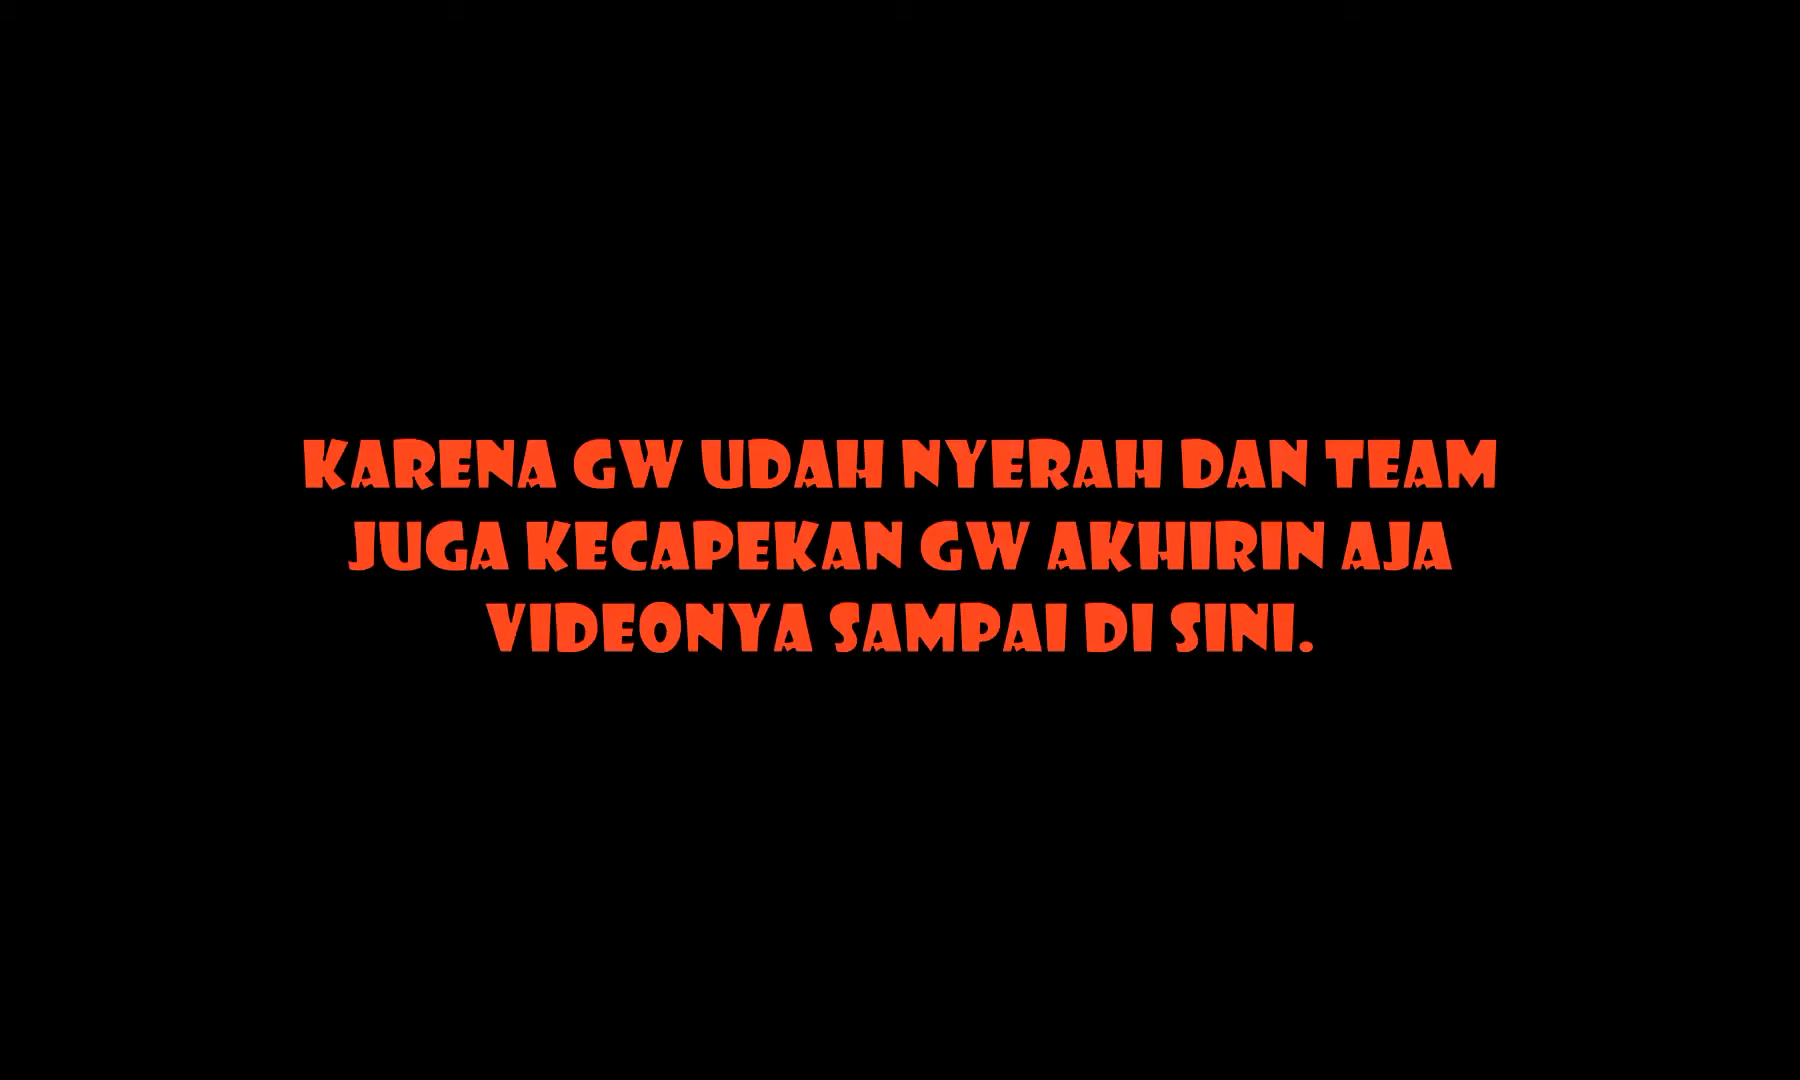 KARENA GW UDAH NYERAH DAN TEAM
JUGA KECAPEKAN GW AKHIRIN AJA
VIDEONYA SAMPAI DI SINI.